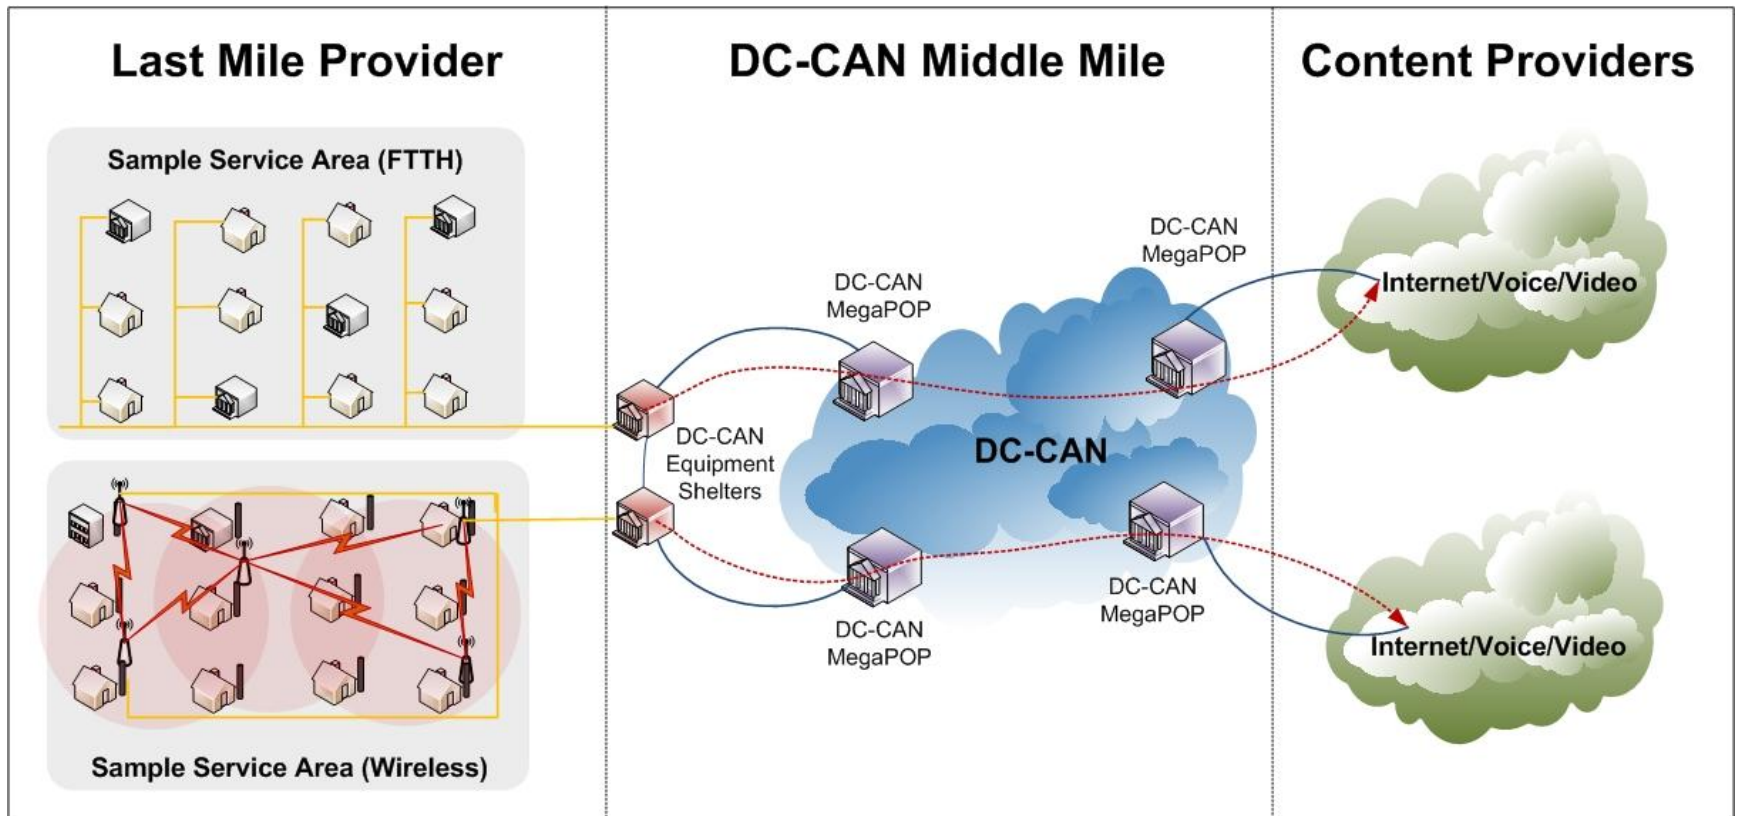 Last Mile Provider
DC-CAN Middle Mile
Content Providers
Sample Service Area (FTTH)
DC-CAN
MegaPOP
DC-CAN
MegaPOP
Internet/Voice/Video
DC-CAN
Equipment
Shelters
DC-CAN
DC-CAN
MegaPOP
DC-CAN
MegaPOP
Internet/Voice/Video
Sample Service Area (Wireless)